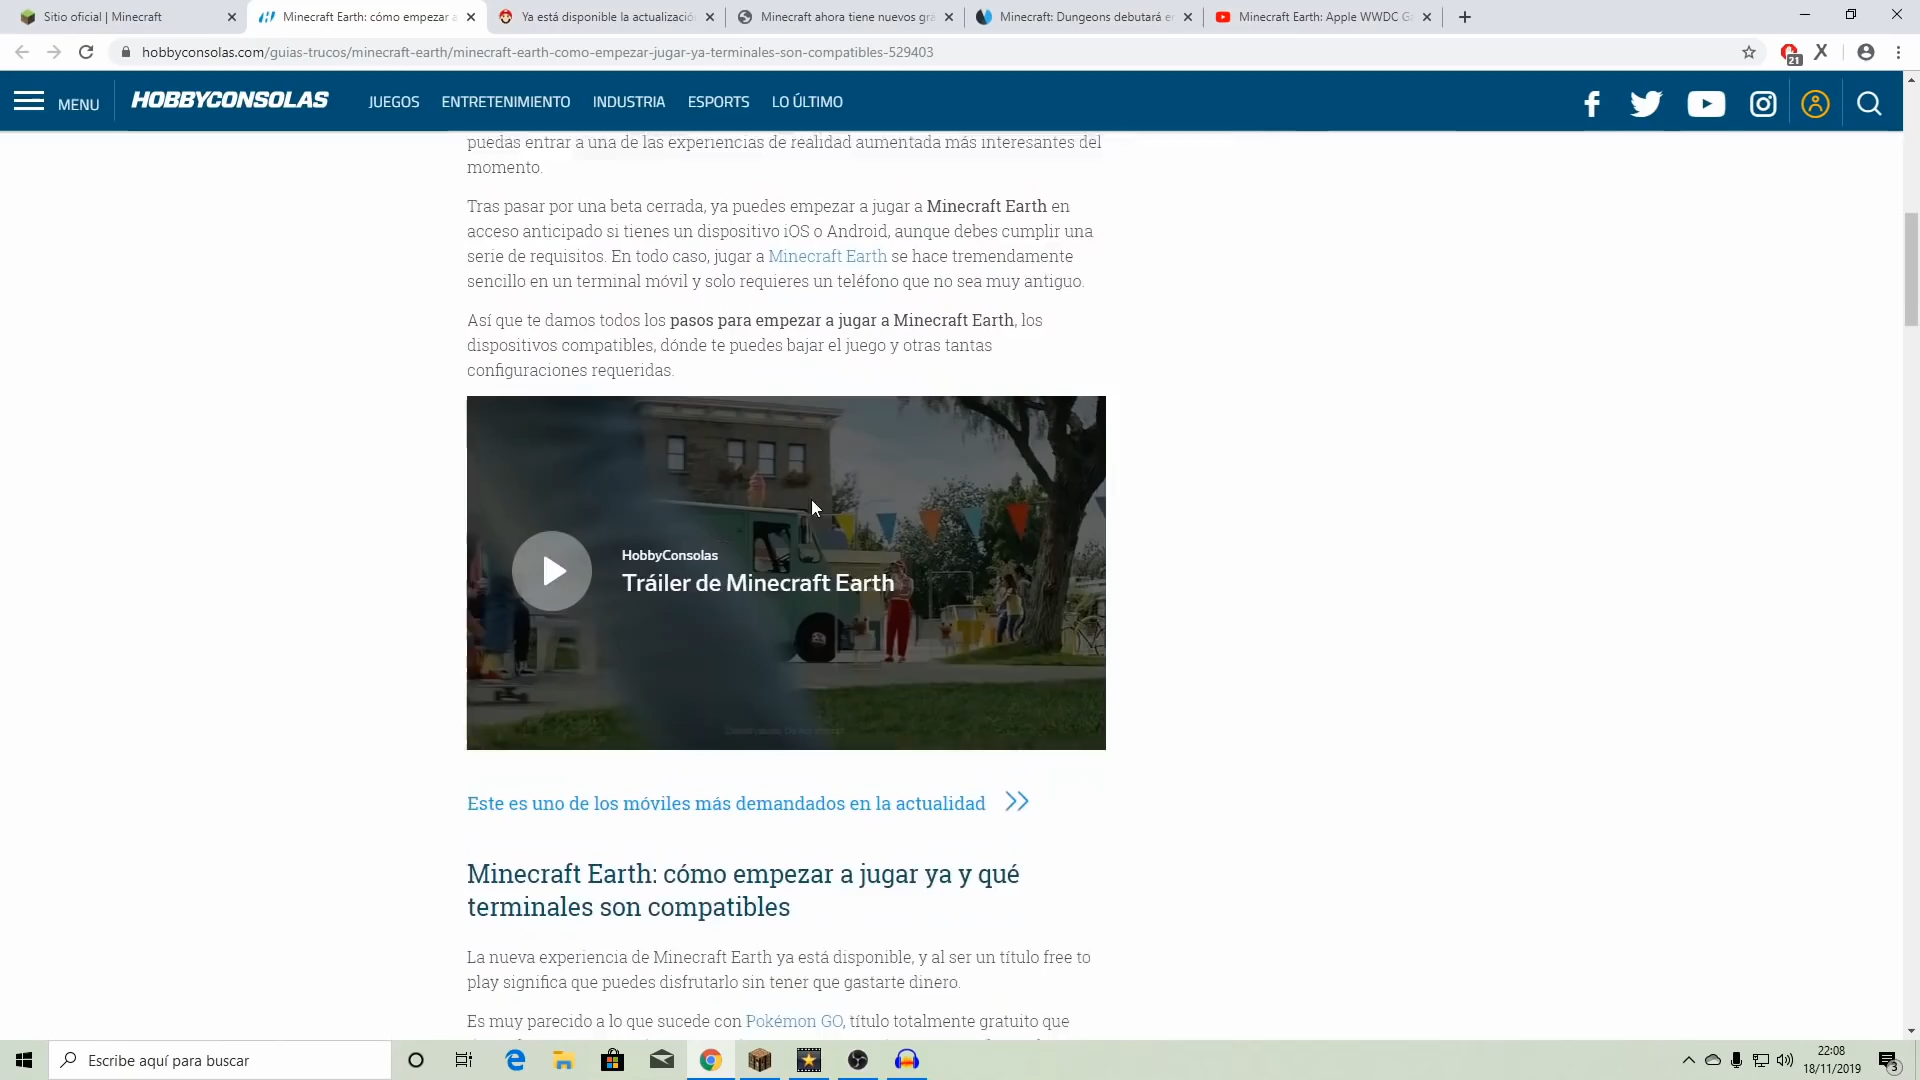 Sitio oficial | Minecraft
Minecraft Earth: cómo empezar a
Ya está disponible la actualizació
Minecraft ahora tiene nuevos grá
Minecraft: Dungeons debutará e
Minecraft Earth: Apple WWDC G
hobbyconsolas.com/guias-trucos/minecraft-earth/minecraft-earth-como-empezar-jugar-ya-terminales-son-compatibles-529403
21
MENU
HOBBYCONSOLAS
JUEGOS
ENTRETENIMIENTO
INDUSTRIA
ESPORTS
LO ÚLTIMO
puedas entrar a una de las experiencias de realidad aumentada más interesantes del
momento.
Tras pasar por una beta cerrada, ya puedes empezar a jugar a Minecraft Earth en
acceso anticipado si tienes un dispositivo iOS o Android, aunque debes cumplir una
serie de requisitos. En todo caso, jugar a Minecraft Earth se hace tremendamente
sencillo en un terminal móvil y solo requieres un teléfono que no sea muy antiguo.
Así que te damos todos los pasos para empezar a jugar a Minecraft Earth, los
dispositivos compatibles, dónde te puedes bajar el juego y otras tantas
configuraciones requeridas.
HobbyConsolas
Tráiler de Minecraft Earth
Este es uno de los móviles más demandados en la actualidad
Minecraft Earth: cómo empezar a jugar ya y qué
terminales son compatibles
La nueva experiencia de Minecraft Earth ya está disponible, y al ser un título free to
play significa que puedes disfrutarlo sin tener que gastarte dinero.
Es muy parecido a lo que sucede con Pokémon GO, título totalmente gratuito que
Escribe aquí para buscar
22:08
18/11/2019
3